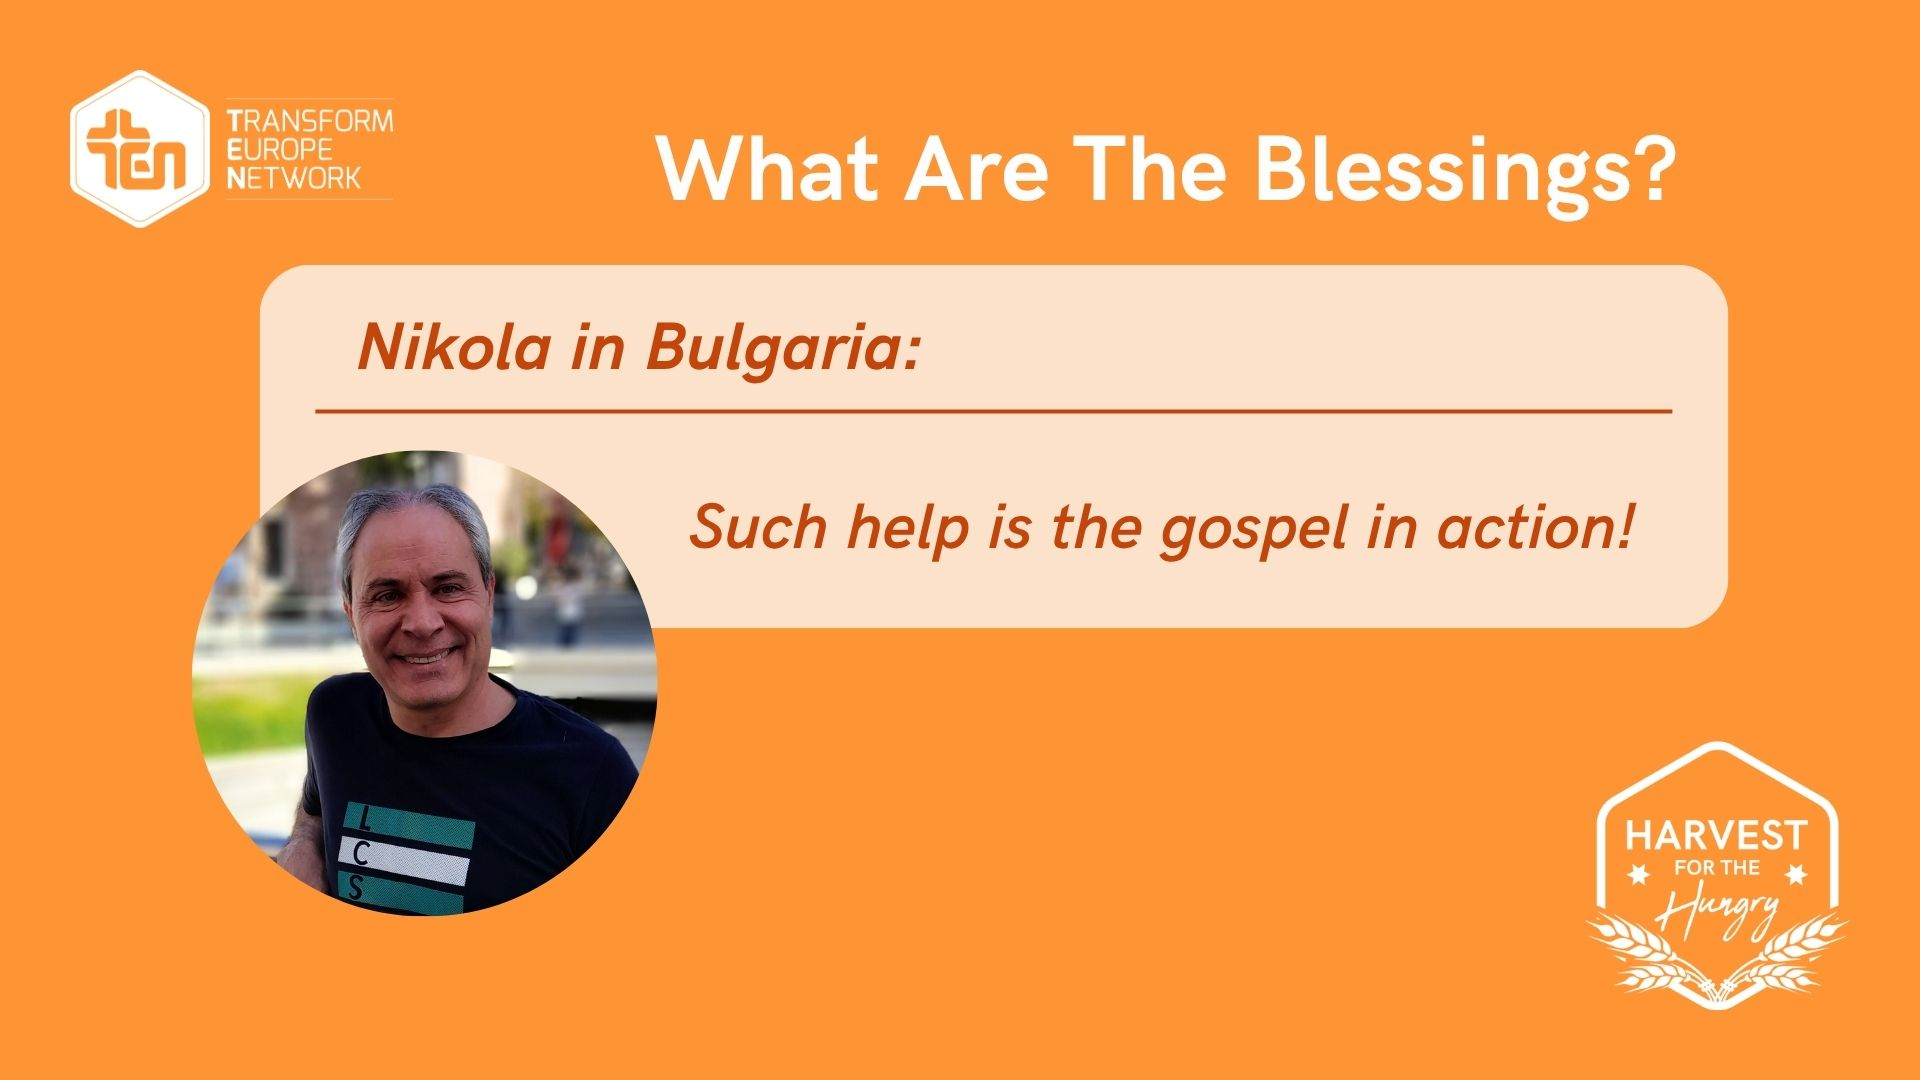 ten
TRANSFORM
EUROPE
NETWORK
What Are The Blessings?
Nikola in Bulgaria:
Such help is the gospel in action!
L
C
S
HARVEST
FOR THE
Hungry